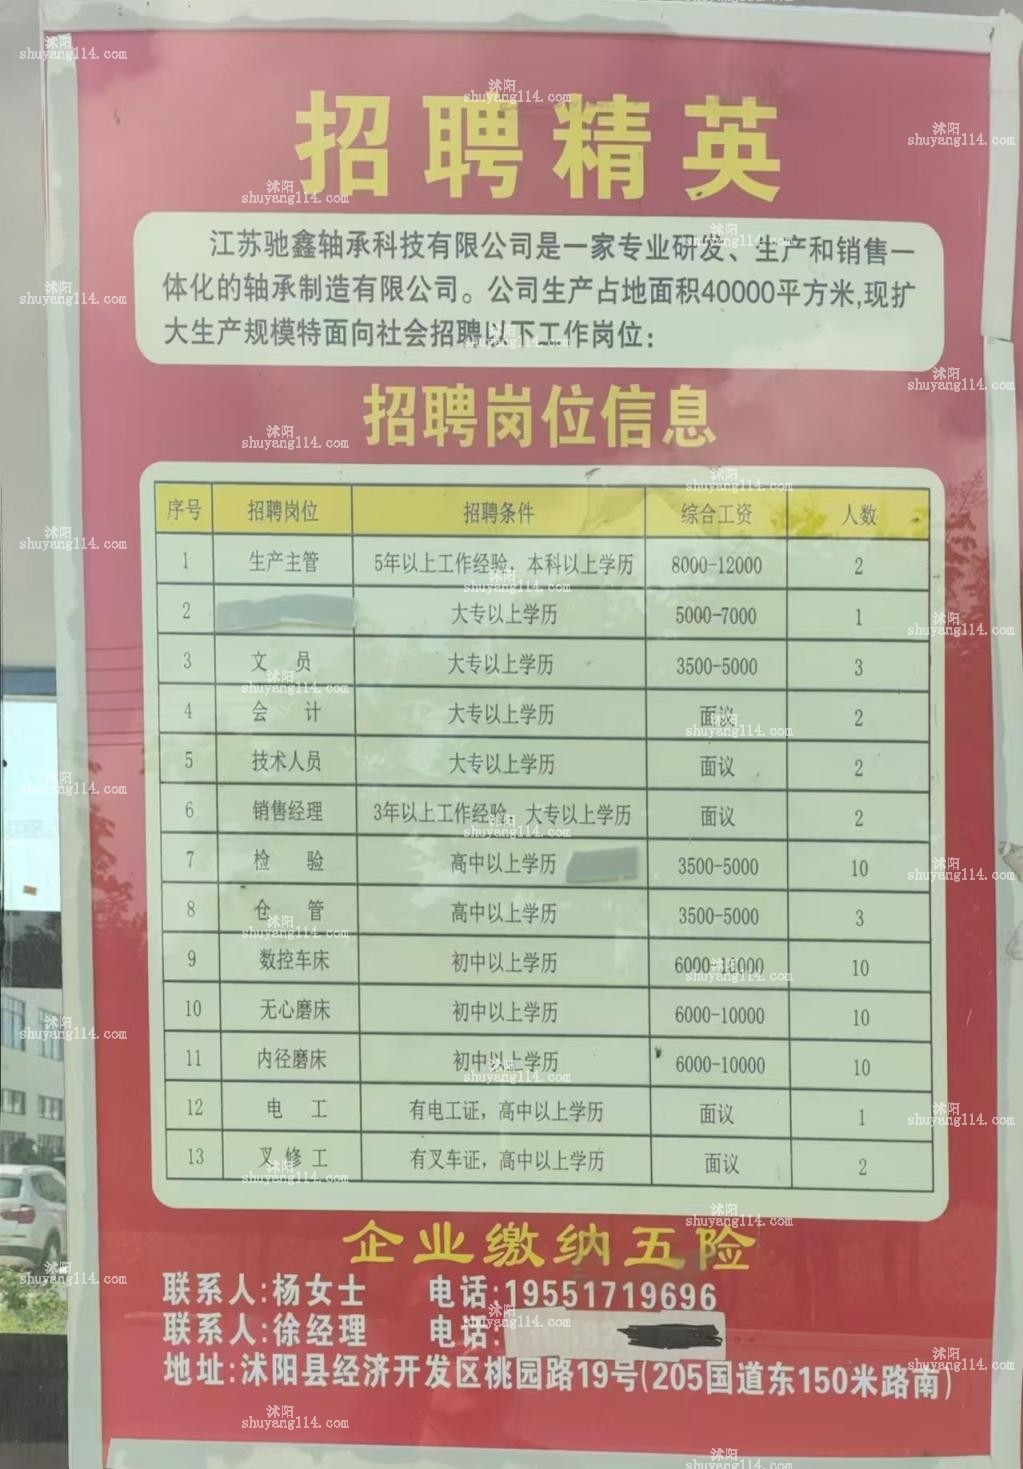 招聘精英
江苏驰鑫轴承科技有限公司是一家专业研发、生产和销售一
体化的轴承制造有限公司。公司生产占地面积40000平方米,现扩
大生产规模特面向社会招聘以下工作岗位:
招聘岗位信息
序号 招聘岗位 招聘条件 综合工资 人数
1 生产主管 5年以上工作经验，本科以上学历 8000-12000 2
2 大专以上学历 5000-7000 1
3 文员 大专以上学历 3500-5000 3
4 会计 大专以上学历 面议 2
5 技术人员 大专以上学历 面议 2
6 销售经理 3年以上工作经验，大专以上学历 面议 2
7 检验 高中以上学历 3500-5000 10
8 仓管 高中以上学历 3500-5000 3
9 数控车床 初中以上学历 6000-10000 10
10 无心磨床 初中以上学历 6000-10000 10
11 内径磨床 初中以上学历 6000-10000 10
12 电工 有电工证，高中以上学历 面议 1
13 叉修工 有叉车证，高中以上学历 面议 2
企业缴纳五险
联系人:杨女士 电话:19551719696
联系人:徐经理 电话:
地址:沭阳县经济开发区桃园路19号(205国道东150米路南)
沭阳
shuyang114.com